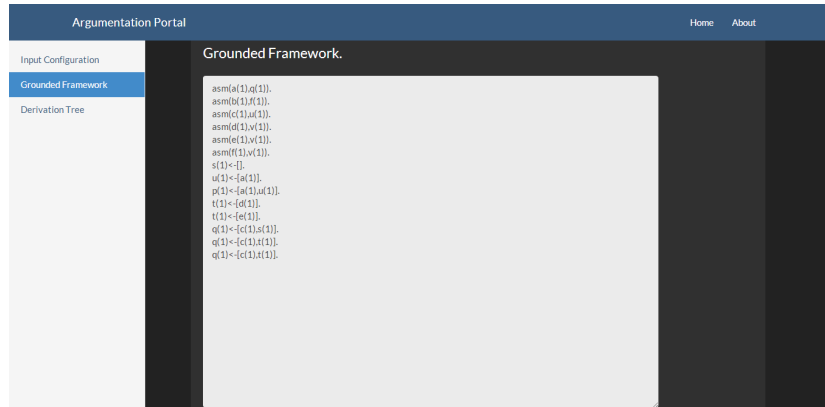 Argumentation Portal
Home
About
Input Configuration
Grounded Framework
Derivation Tree
Grounded Framework.
asm(a(1),q(1)).
asm(b(1),f(1)).
asm(c(1),u(1)).
asm(d(1),v(1)).
asm(e(1),v(1)).
asm(f(1),v(1)).
s(1)<-[].
u(1)<-[a(1)].
p(1)<-[a(1),u(1)].
t(1)<-[d(1)].
t(1)<-[e(1)].
q(1)<-[c(1),s(1)].
q(1)<-[c(1),t(1)].
q(1)<-[c(1),t(1)].